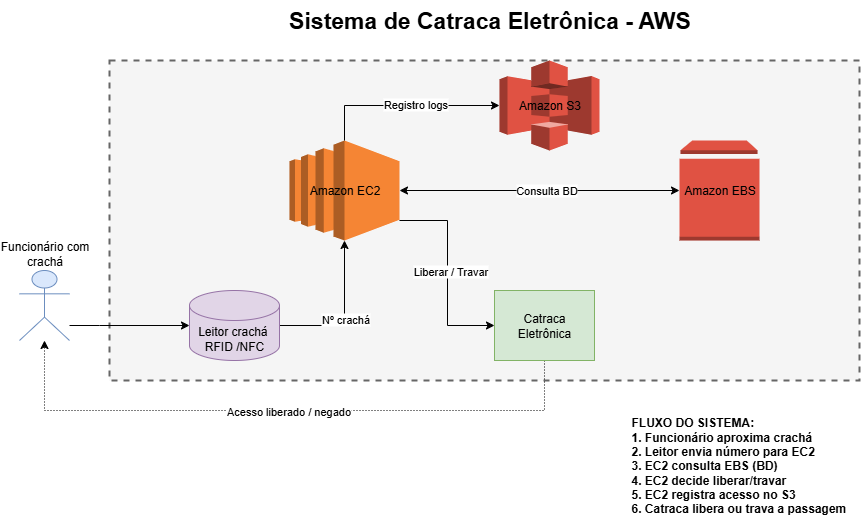 Sistema de Catraca Eletrônica - AWS
Registro logs
Amazon S3
Amazon EC2
Consulta BD
Amazon EBS
Funcionário com
crachá
Liberar / Travar
Leitor crachá
RFID /NFC
Nº crachá
Catraca
Eletrônica
Acesso liberado / negado
FLUXO DO SISTEMA:
1. Funcionário aproxima crachá
2. Leitor envia número para EC2
3. EC2 consulta EBS (BD)
4. EC2 decide liberar/travar
5. EC2 registra acesso no S3
6. Catraca libera ou trava a passagem